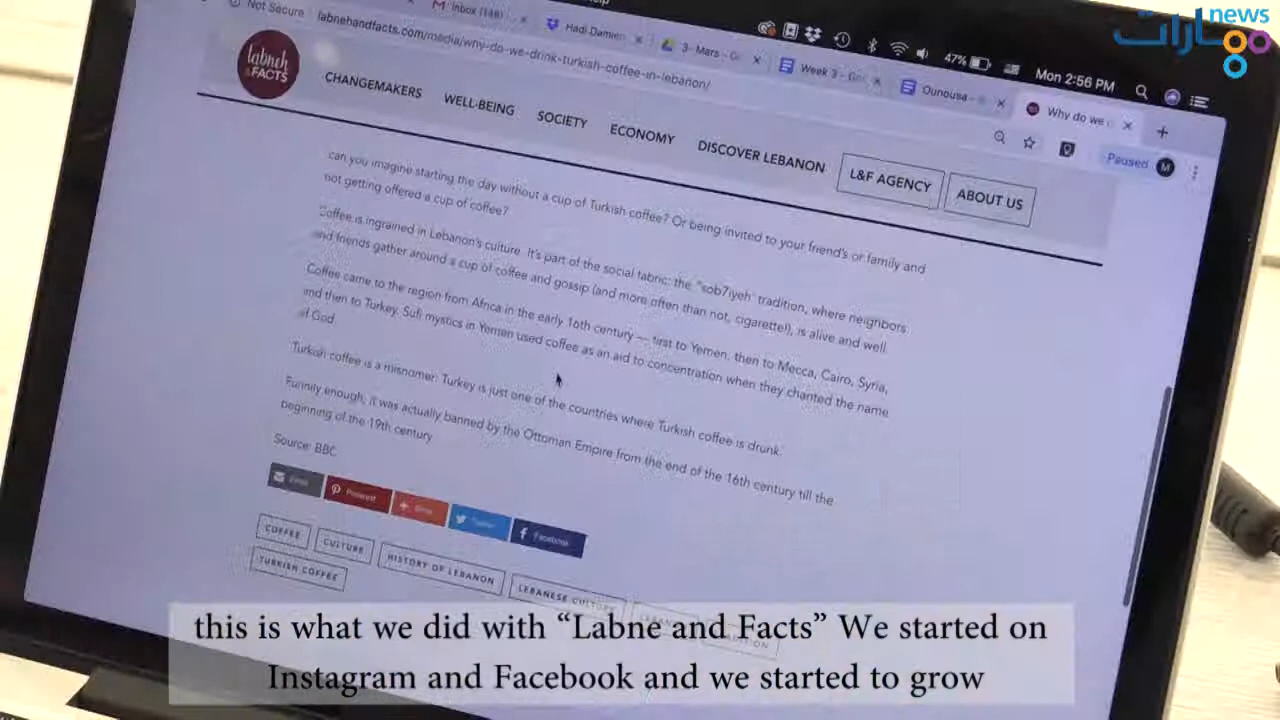 Not Secure
labnehandfacts.com/media/why-do-we-drink-turkish-coffee-in-lebanon/
Inbox (148)
Hadi Damien
3- Mars - G
Week 3 - Goo
Ounousa -
Why do we
47%
Mon 2:56 PM
Paused
M
news
labneh
&FACTS
CHANGEMAKERS
WELL-BEING
SOCIETY
ECONOMY
DISCOVER LEBANON
L&F AGENCY
ABOUT US
can you imagine starting the day without a cup of Turkish coffee? Or being invited to your friend's or family and
not getting offered a cup of coffee?
Coffee is ingrained in Lebanon's culture. It's part of the social fabric: the "sob7iyeh" tradition, where neighbors
and friends gather around a cup of coffee and gossip (and more often than not, cigarette!), is alive and well.
Coffee came to the region from Africa in the early 16th century — first to Yemen, then to Mecca, Cairo, Syria,
and then to Turkey. Sufi mystics in Yemen used coffee as an aid to concentration when they chanted the name
of God.
Turkish coffee is a misnomer: Turkey is just one of the countries where Turkish coffee is drunk.
Funnily enough, it was actually banned by the Ottoman Empire from the end of the 16th century till the
beginning of the 19th century.
Source: BBC
Email
Pinterest
Twitter
Facebook
COFFEE
CULTURE
HISTORY OF LEBANON
LEBANESE CULTURE
TURKISH COFFEE
this is what we did with “Labne and Facts” We started on
Instagram and Facebook and we started to grow